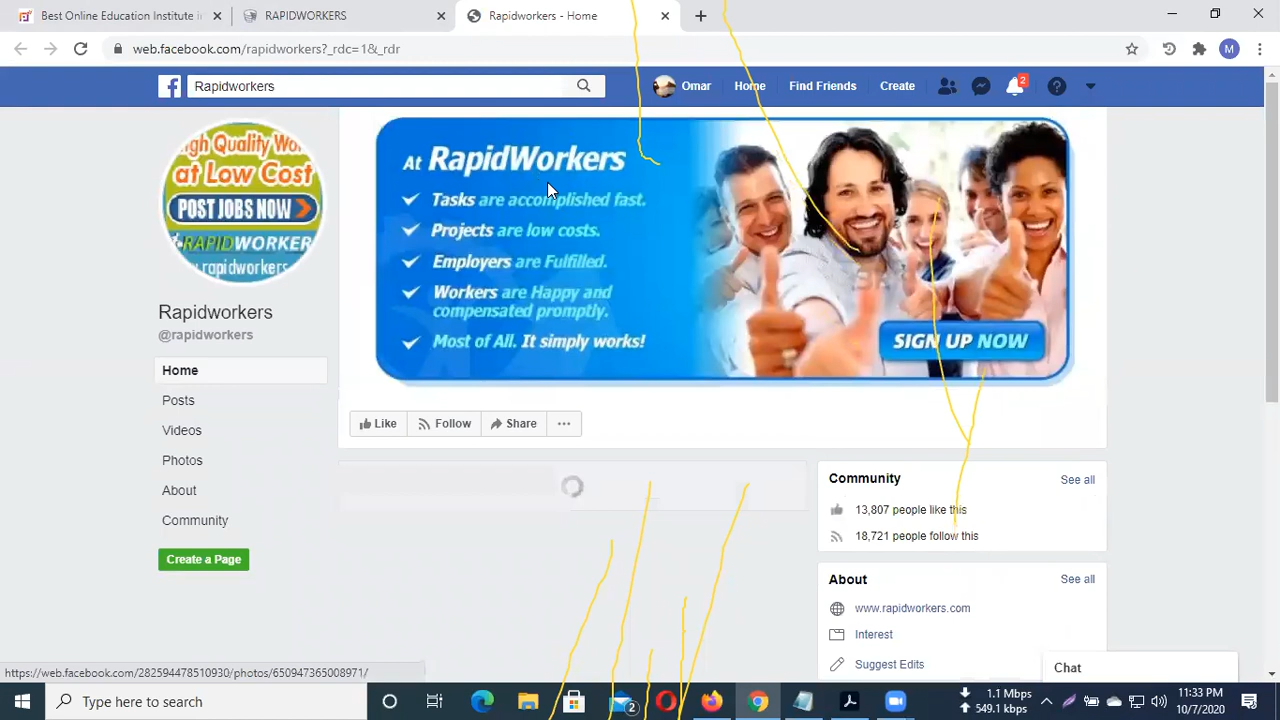 Best Online Education Institute in
RAPIDWORKERS
Rapidworkers - Home
web.facebook.com/rapidworkers?_rdc=1&_rdr
M
Rapidworkers
Omar
Home
Find Friends
Create
2
High Quality Wo
at Low Cost
POST JOBS NOW
RAPIDWORKER
rapidworkers
At RapidWorkers
Tasks are accomplished fast.
Projects are low costs.
Employers are Fulfilled.
Workers are Happy and
compensated promptly.
Most of All. It simply works!
SIGN UP NOW
Rapidworkers
@rapidworkers
Home
Posts
Videos
Photos
About
Community
Create a Page
Like
Follow
Share
Community
See all
13,807 people like this
18,721 people follow this
About
See all
www.rapidworkers.com
Interest
Suggest Edits
Chat
https://web.facebook.com/282594478510930/photos/650947365008971/
Type here to search
2
1.1 Mbps
549.1 kbps
11:33 PM
10/7/2020